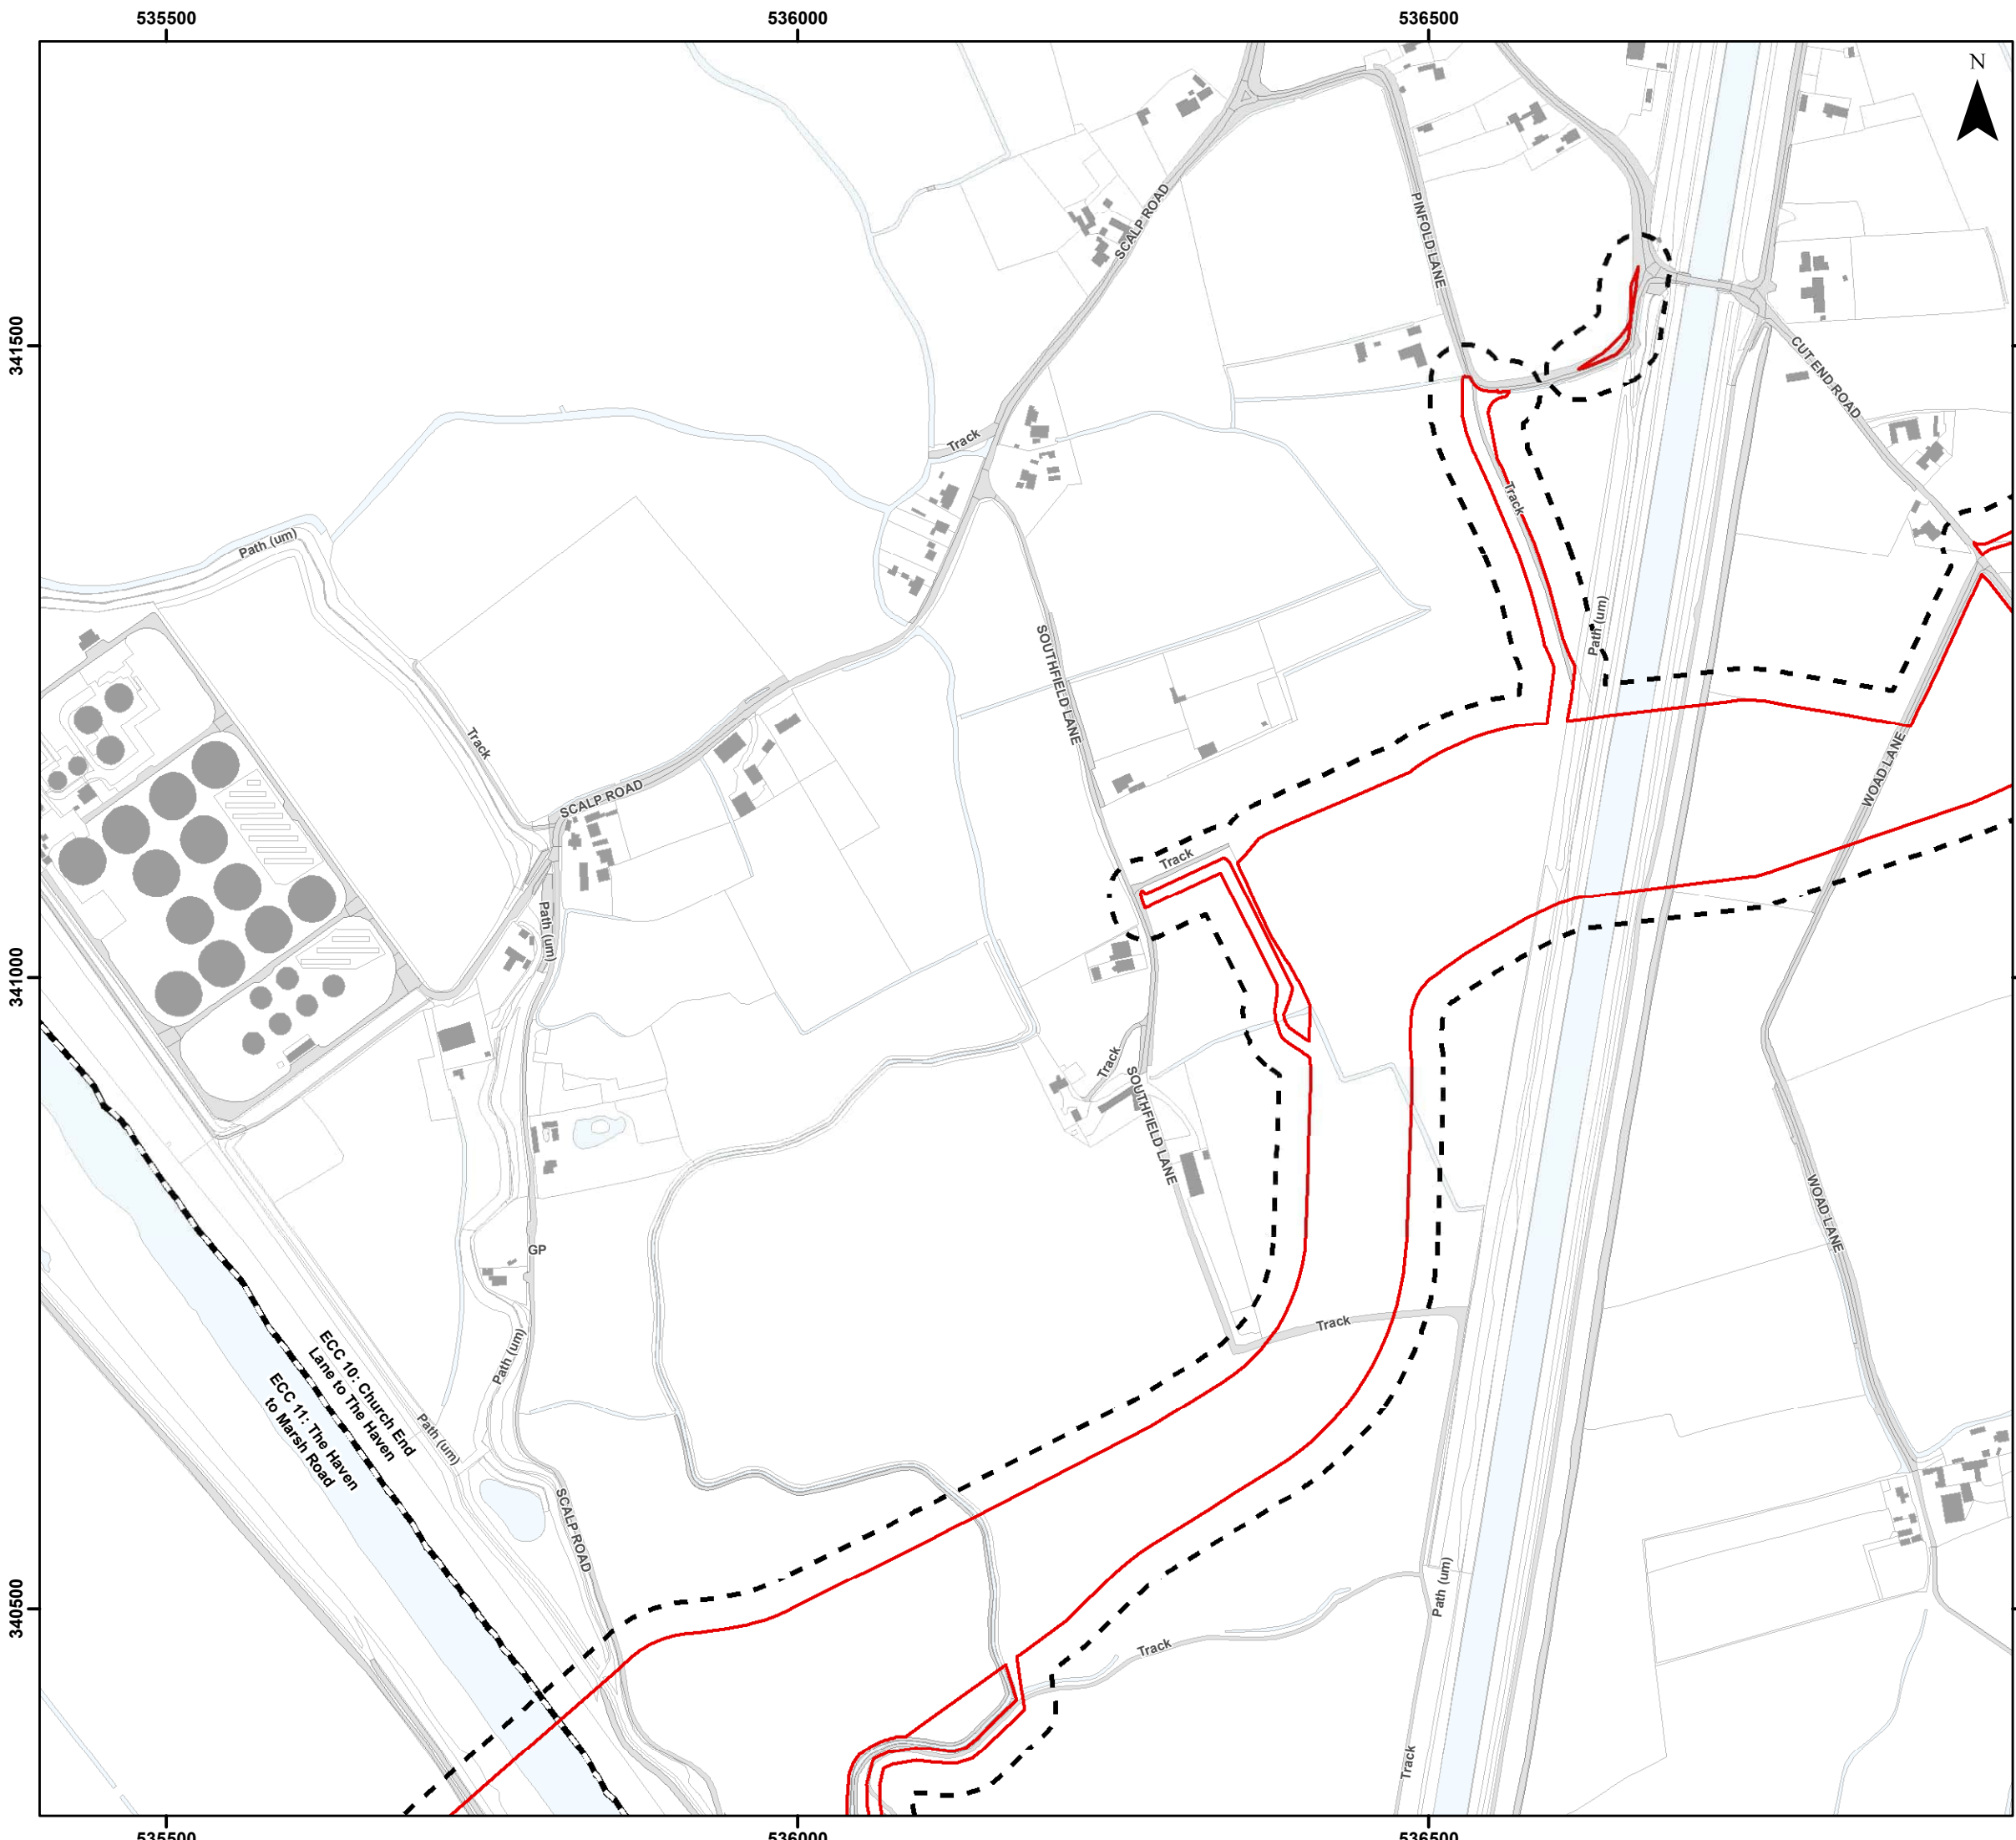 535500
536000
536500
N
SCALP ROAD
PINFOLD LANE
341500
341500
CUT END ROAD
Track
Track
Path (um)
Path (um)
SOUTHFIELD LANE
Track
WOAD LANE
SCALP ROAD
Track
Path (um)
341000
Track
SOUTHFIELD LANE
WOAD LANE
GP
Track
Path (um)
ECC 10: Church End
Lane to The Haven
ECC 11: The Haven
to Marsh Road
Path (um)
SCALP ROAD
Path (um)
340500
Track
Track
535500
536000
536500